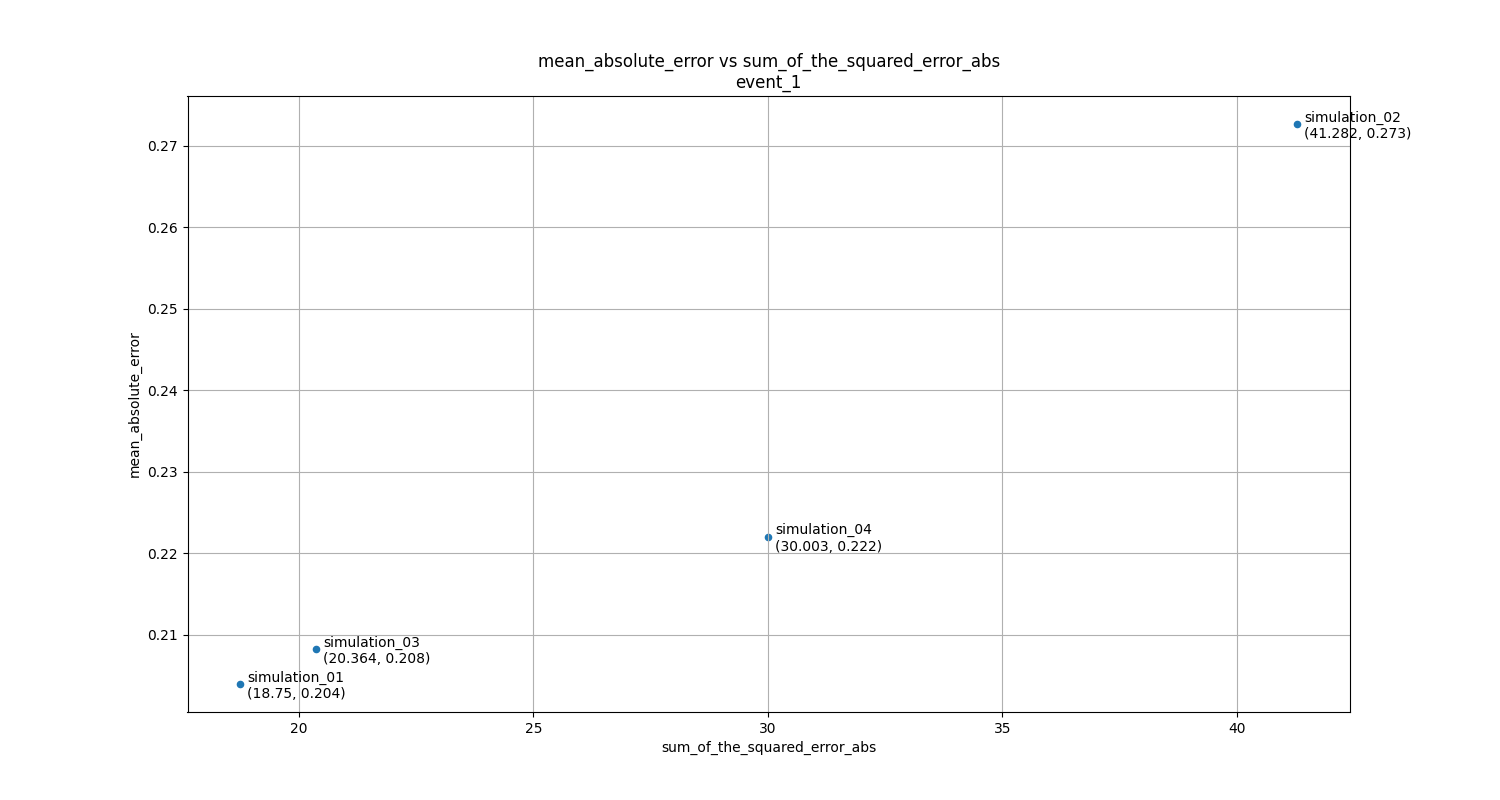 mean_absolute_error vs sum_of_the_squared_error_abs
event_1
simulation_02
(41.282, 0.273)
0.27
0.26
0.25
0.24
0.23
0.22
0.21
mean_absolute_error
simulation_04
(30.003, 0.222)
simulation_03
(20.364, 0.208)
simulation_01
(18.75, 0.204)
20 25 30 35 40
sum_of_the_squared_error_abs